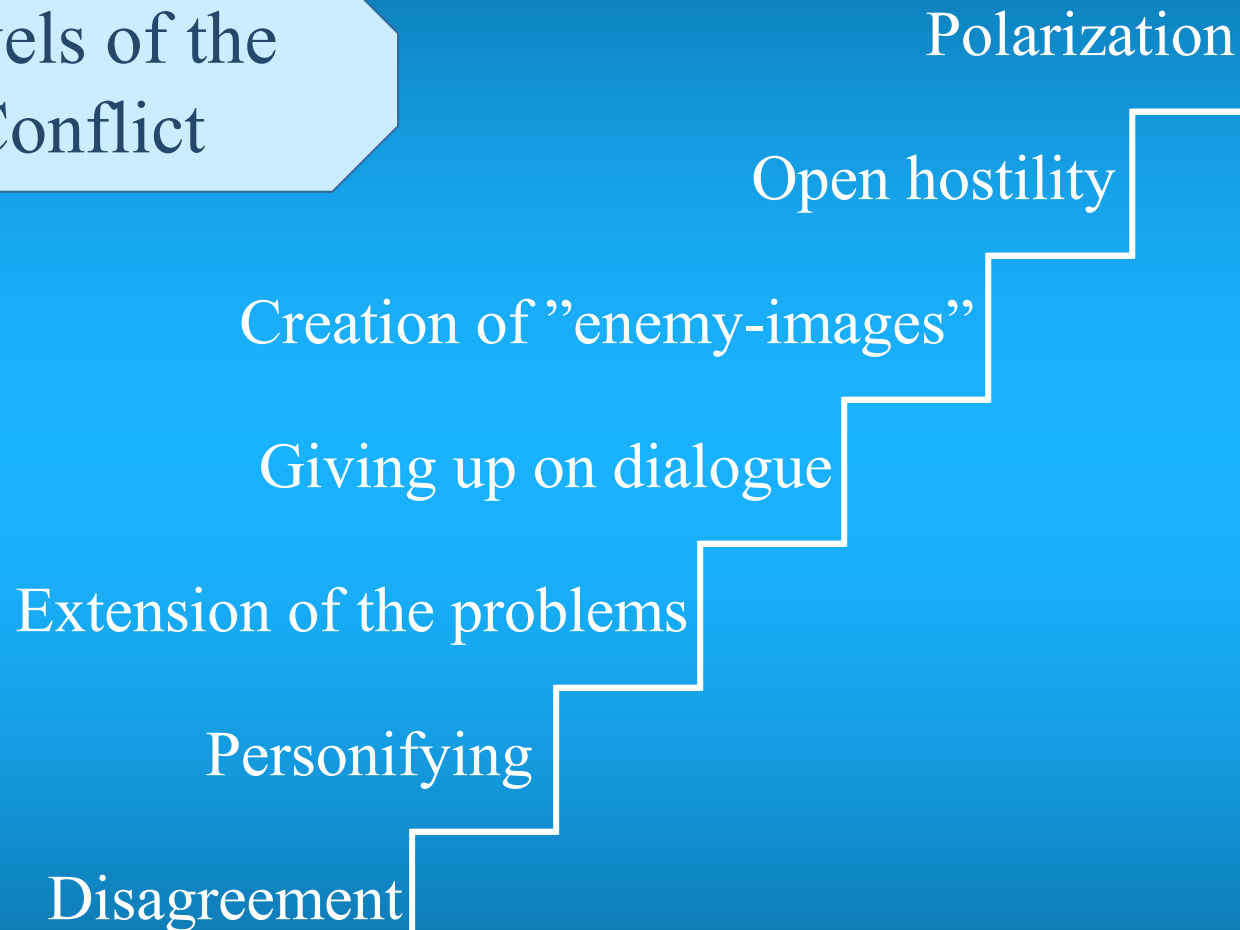 els of the
Conflict
Polarization
Open hostility
Creation of ”enemy-images”
Giving up on dialogue
Extension of the problems
Personifying
Disagreement